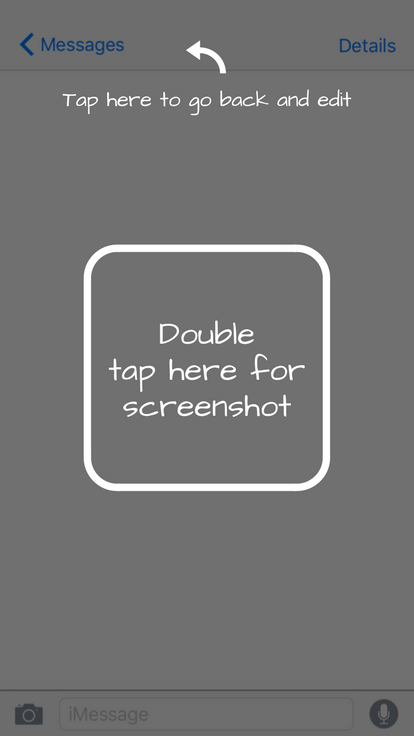 Messages
Details
Tap here to go back and edit
Double
tap here for
screenshot
iMessage